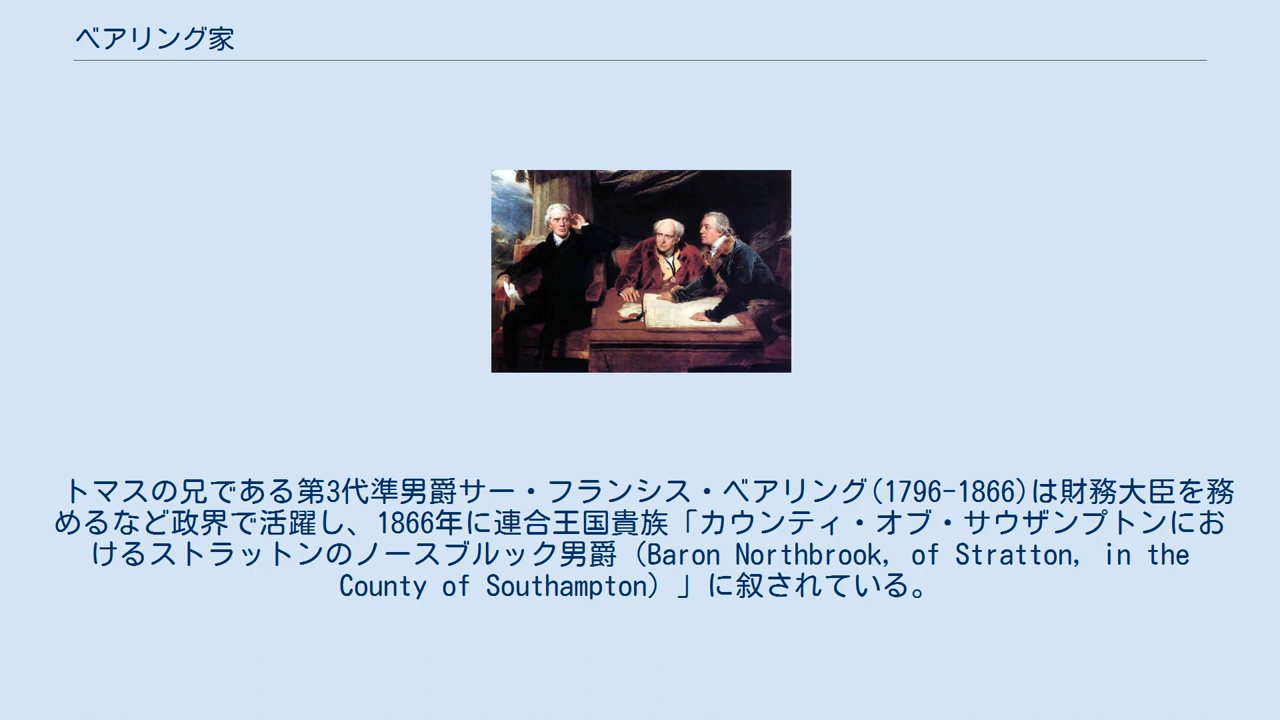 ベアリング家
トマスの兄である第3代準男爵サー・フランシス・ベアリング(1796-1866)は財務大臣を務
めるなど政界で活躍し、1866年に連合王国貴族「カウンティ・オブ・サウザンプトンにお
けるストラットンのノースブルック男爵（Baron Northbrook, of Stratton, in the
County of Southampton）」に叙されている。